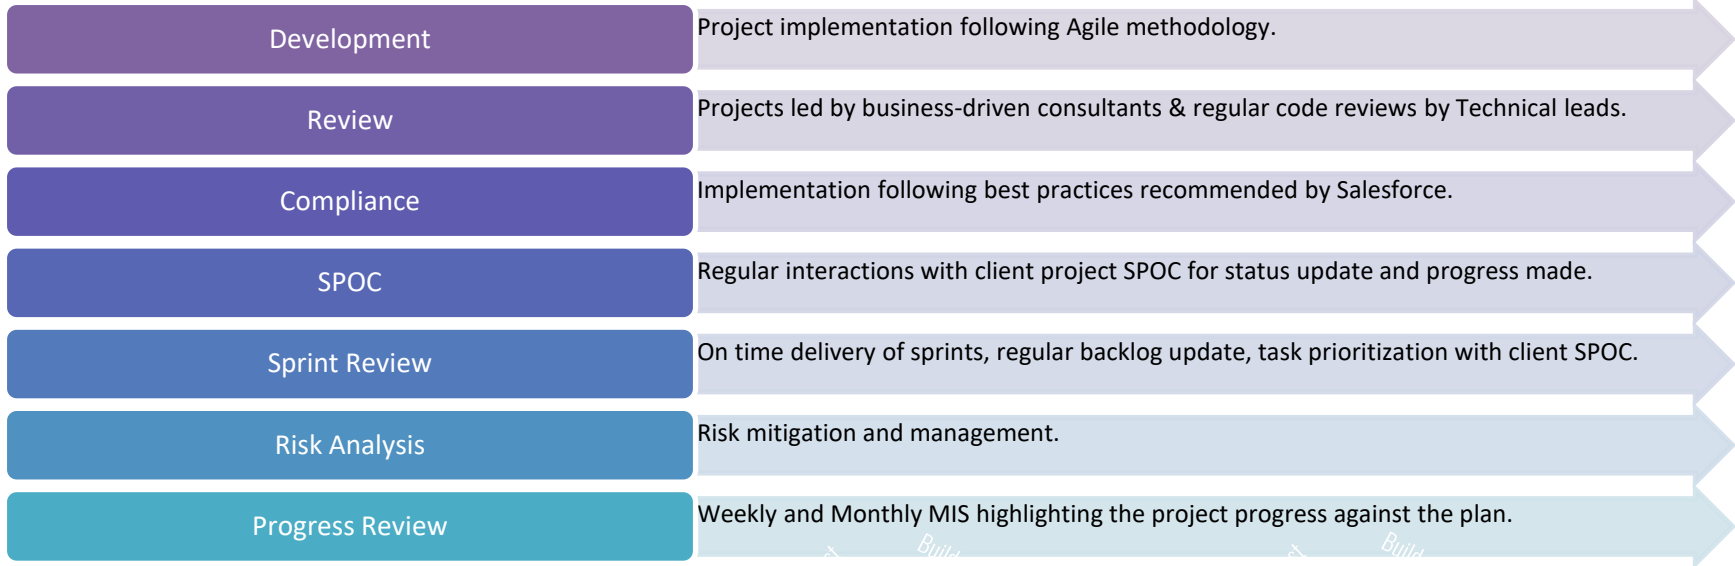 Development
Project implementation following Agile methodology.
Review
Projects led by business-driven consultants & regular code reviews by Technical leads.
Compliance
Implementation following best practices recommended by Salesforce.
SPOC
Regular interactions with client project SPOC for status update and progress made.
Sprint Review
On time delivery of sprints, regular backlog update, task prioritization with client SPOC.
Risk Analysis
Risk mitigation and management.
Progress Review
Weekly and Monthly MIS highlighting the project progress against the plan.
Build
Build